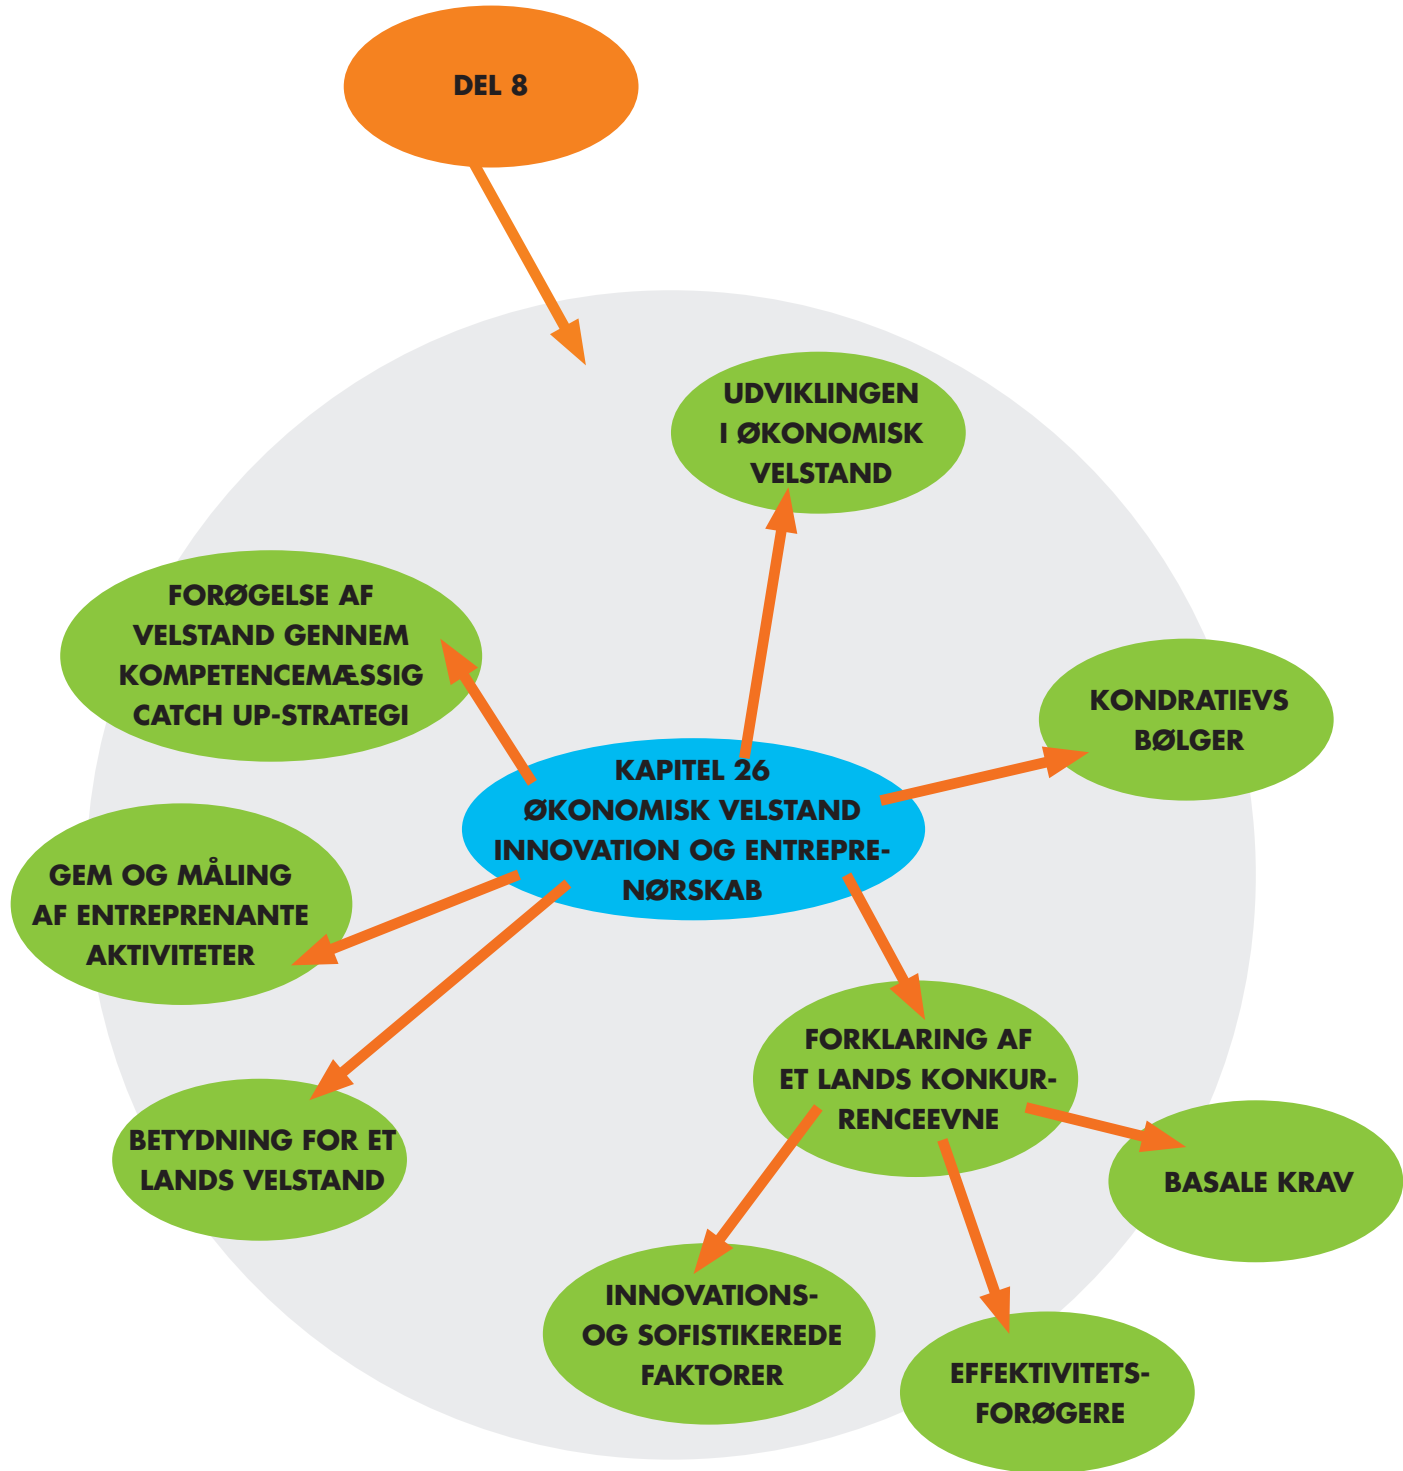 DEL 8
UDVIKLINGEN
I ØKONOMISK
VELSTAND
FORØGELSE AF
VELSTAND GENNEM
KOMPETENCEMÆSSIG
CATCH UP-STRATEGI
KONDRATIEVS
BØLGER
KAPITEL 26
ØKONOMISK VELSTAND
INNOVATION OG ENTREPRE-
NØRSKAB
GEM OG MÅLING
AF ENTREPRENANTE
AKTIVITETER
FORKLARING AF
ET LANDS KONKUR-
RENCEEVNE
BETYDNING FOR ET
LANDS VELSTAND
BASALE KRAV
INNOVATIONS-
OG SOFISTIKEREDE
FAKTORER
EFFEKTIVITETS-
FORØGERE